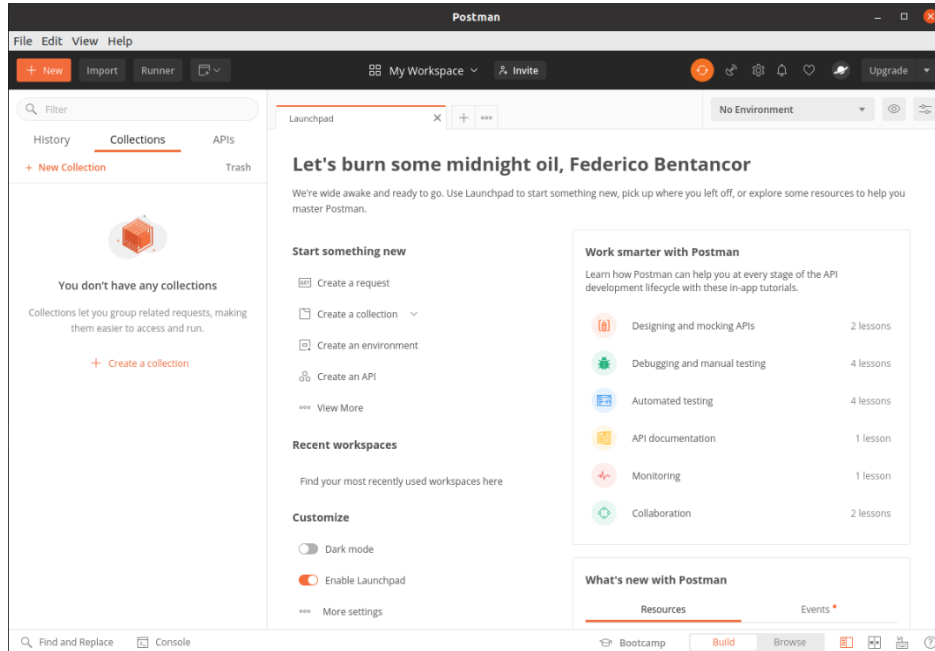 Postman
File Edit View Help
+ New Import Runner My Workspace Invite Upgrade
Filter
History Collections APIs
+ New Collection Trash
You don't have any collections
Collections let you group related requests, making
them easier to access and run.
+ Create a collection
Launchpad
No Environment
Let's burn some midnight oil, Federico Bentancor
We're wide awake and ready to go. Use Launchpad to start something new, pick up where you left off, or explore some resources to help you
master Postman.
Start something new
GET Create a request
Create a collection
Create an environment
Create an API
View More
Recent workspaces
Find your most recently used workspaces here
Customize
Dark mode
Enable Launchpad
More settings
Work smarter with Postman
Learn how Postman can help you at every stage of the API
development lifecycle with these in-app tutorials.
Designing and mocking APIs 2 lessons
Debugging and manual testing 4 lessons
Automated testing 4 lessons
API documentation 1 lesson
Monitoring 1 lesson
Collaboration 2 lessons
What's new with Postman
Resources Events
Find and Replace Console Bootcamp Build Browse